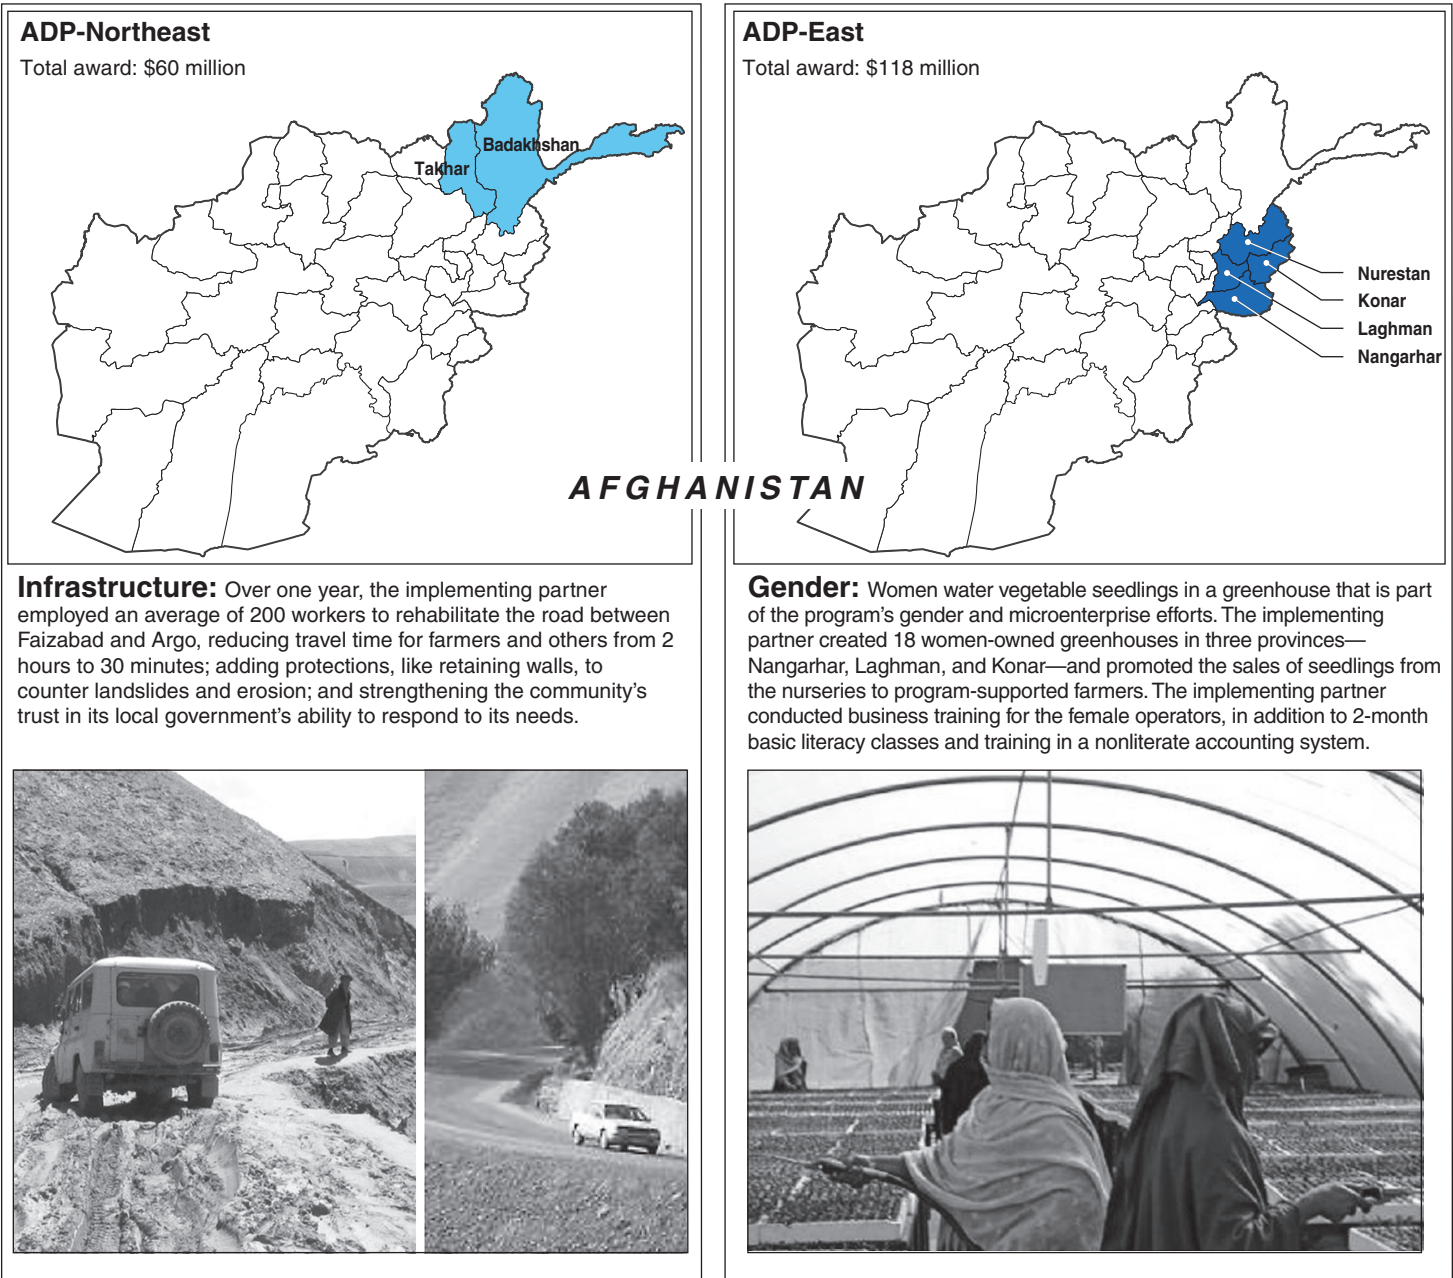 ADP-Northeast
Total award: $60 million
Badakhshan
Takhar
ADP-East
Total award: $118 million
Nurestan
Konar
Laghman
Nangarhar
AFGHANISTAN
Infrastructure: Over one year, the implementing partner
employed an average of 200 workers to rehabilitate the road between
Faizabad and Argo, reducing travel time for farmers and others from 2
hours to 30 minutes; adding protections, like retaining walls, to
counter landslides and erosion; and strengthening the community's
trust in its local government's ability to respond to its needs.
Gender: Women water vegetable seedlings in a greenhouse that is part
of the program's gender and microenterprise efforts. The implementing
partner created 18 women-owned greenhouses in three provinces—
Nangarhar, Laghman, and Konar—and promoted the sales of seedlings from
the nurseries to program-supported farmers. The implementing partner
conducted business training for the female operators, in addition to 2-month
basic literacy classes and training in a nonliterate accounting system.